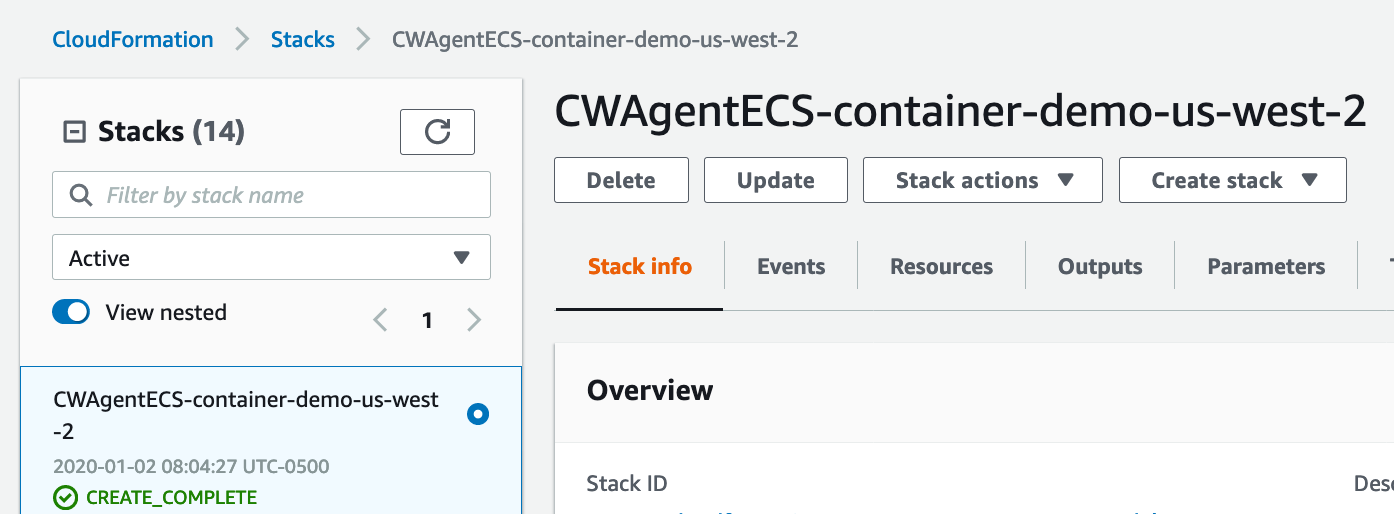 CloudFormation > Stacks > CWAgentECS-container-demo-us-west-2
Stacks (14)
Filter by stack name
Active
View nested
1
CWAgentECS-container-demo-us-west
-2
2020-01-02 08:04:27 UTC-0500
CREATE_COMPLETE
CWAgentECS-container-demo-us-west-2
Delete Update Stack actions Create stack
Stack info Events Resources Outputs Parameters
Overview
Stack ID